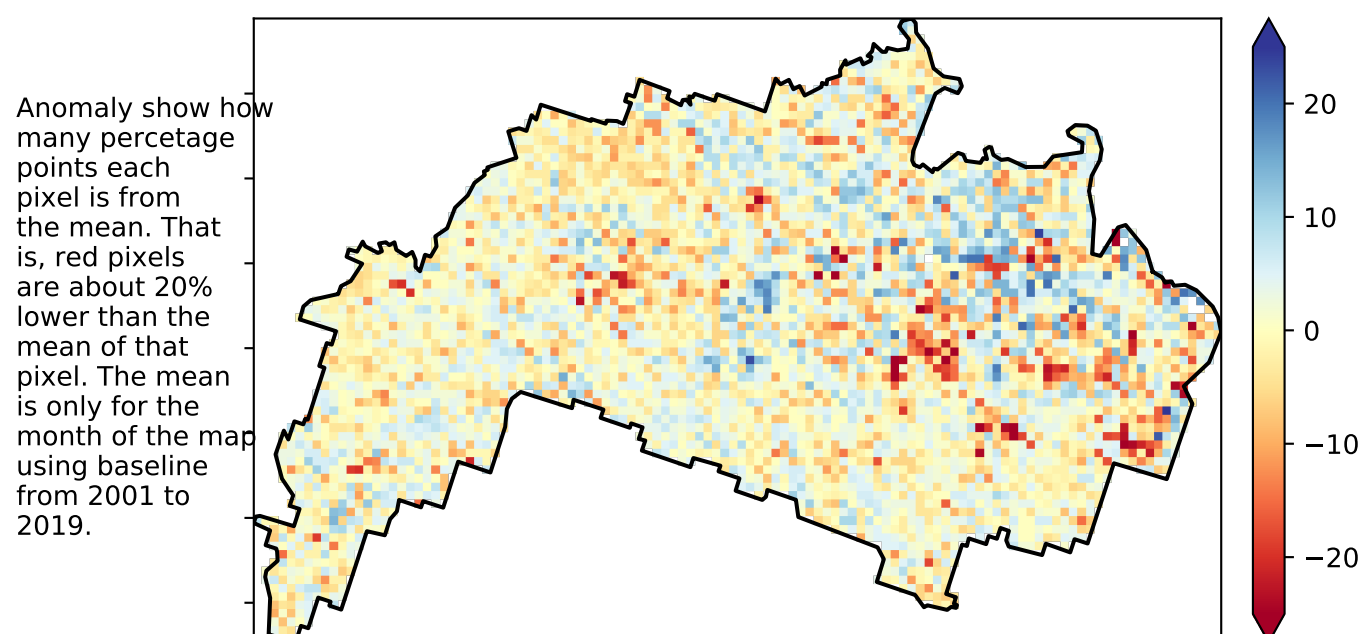 Anomaly show how
many percetage
points each
pixel is from
the mean. That
is, red pixels
are about 20%
lower than the
mean of that
pixel. The mean
is only for the
month of the map
using baseline
from 2001 to
2019.
20
10
0
−10
−20